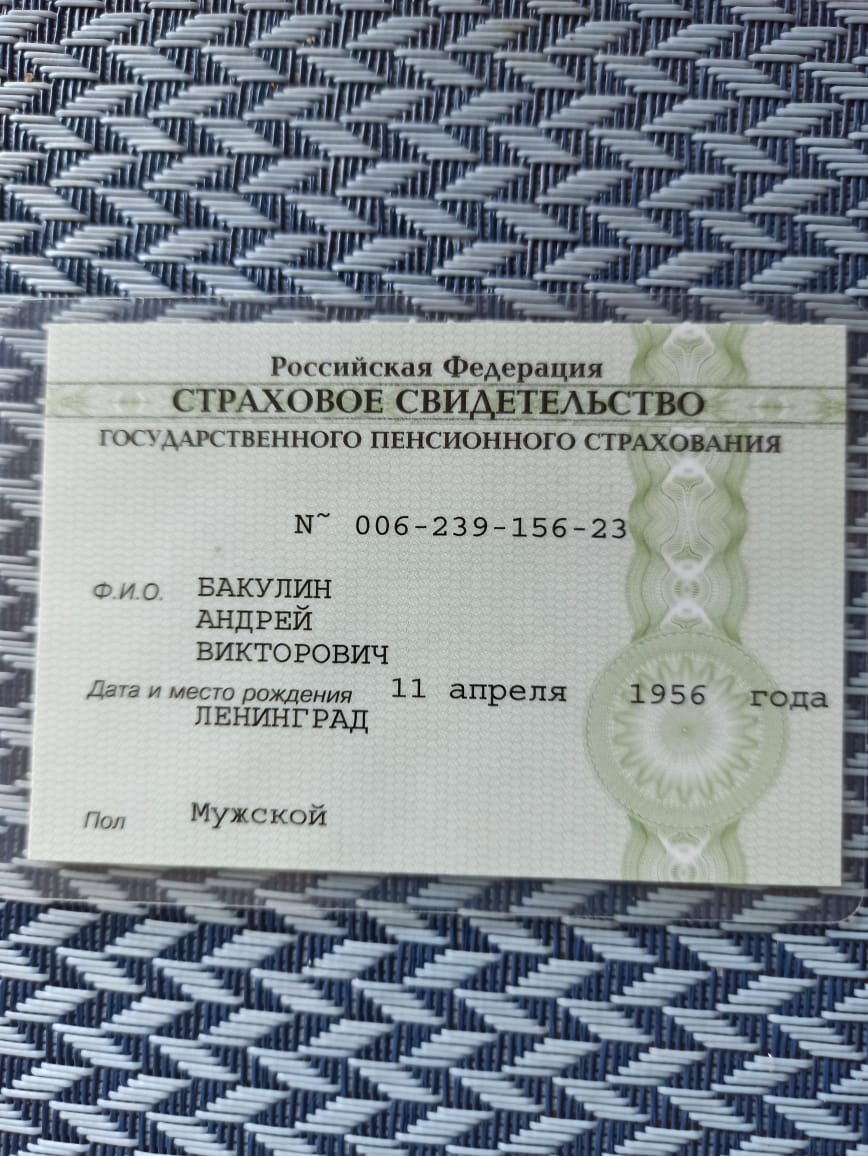 Российская Федерация
СТРАХОВОЕ СВИДЕТЕЛЬСТВО
ГОСУДАРСТВЕННОГО ПЕНСИОННОГО СТРАХОВАНИЯ
N~ 006-239-156-23
Ф.И.О. БАКУЛИН
АНДРЕЙ
ВИКТОРОВИЧ
Дата и место рождения 11 апреля 1956 года
ЛЕНИНГРАД
Пол Мужской